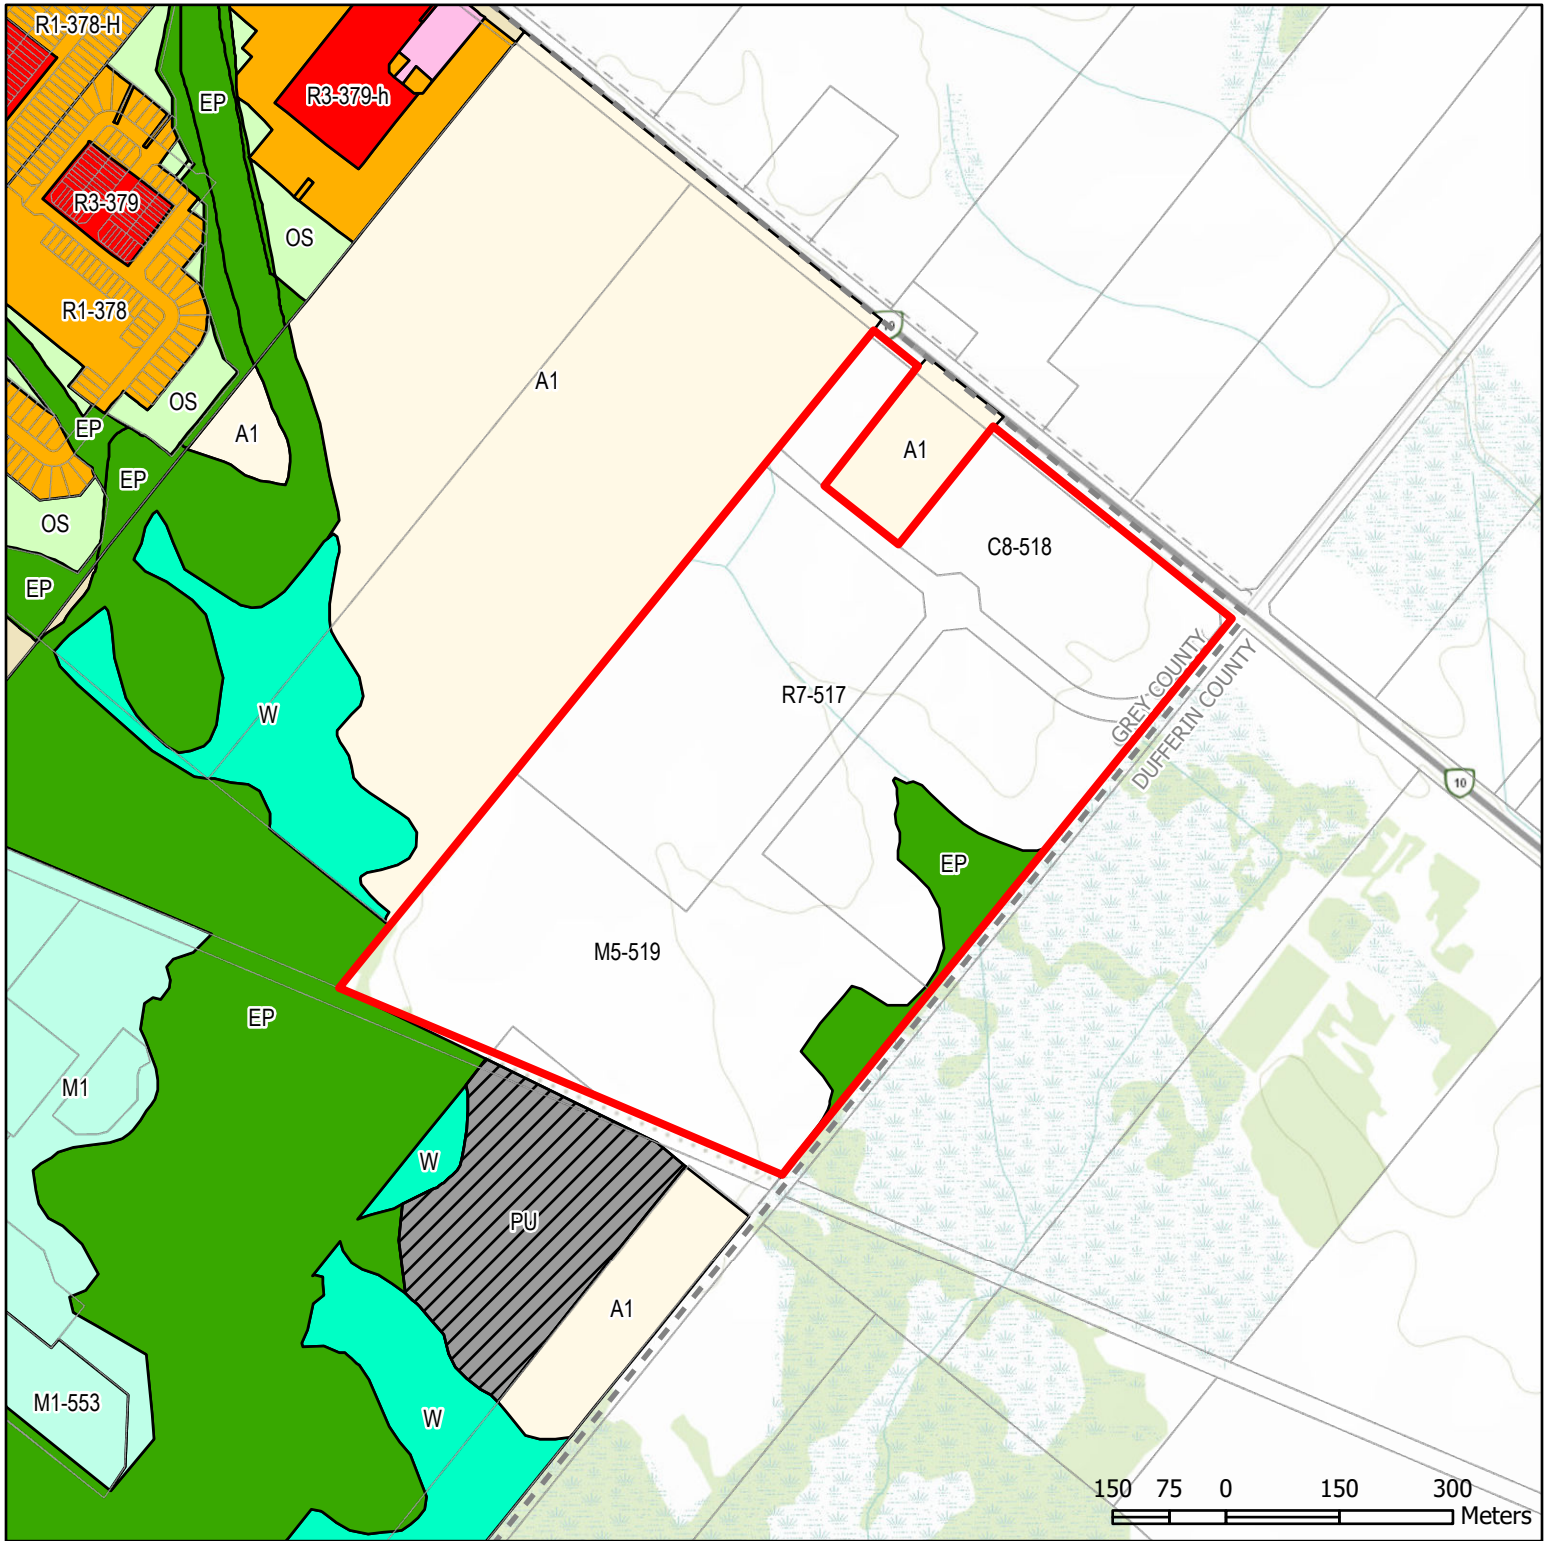 R1-378-H
EP
R3-379-h
R3-379
OS
R1-378
A1
OS
A1
EP
EP
OS
EP
A1
C8-518
GREY COUNTY
DUFFERIN COUNTY
R7-517
W
10
EP
M5-519
EP
M1
W
PU
A1
M1-553
W
150 75 0 150 300
Meters